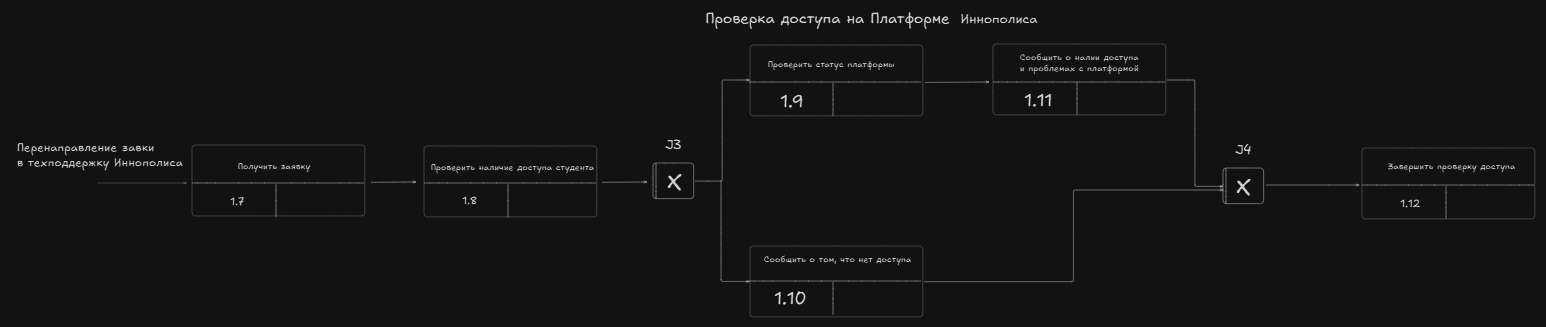 Проверка доступа на Платформе Иннополиса
Перенаправление завки
в техподдержку Иннополиса
Получить заявку
1.7
Проверить наличие доступа студента
1.8
J3
X
Проверить статус платформы
1.9
Сообщить о налии доступа
и проблемах с платформой
1.11
Сообщить о том, что нет доступа
1.10
J4
X
Завершить проверку доступа
1.12